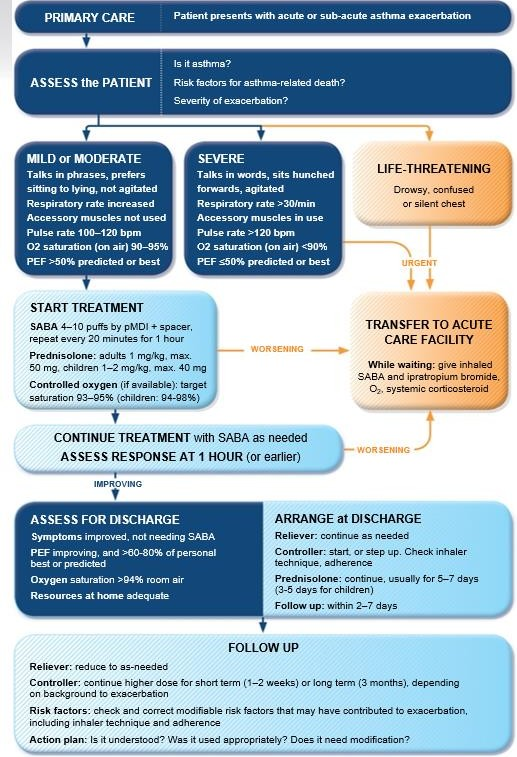 PRIMARY CARE
Patient presents with acute or sub-acute asthma exacerbation
ASSESS the PATIENT
Is it asthma?
Risk factors for asthma-related death?
Severity of exacerbation?
MILD or MODERATE
Talks in phrases, prefers
sitting to lying, not agitated
Respiratory rate increased
Accessory muscles not used
Pulse rate 100–120 bpm
O2 saturation (on air) 90–95%
PEF >50% predicted or best
SEVERE
Talks in words, sits hunched
forwards, agitated
Respiratory rate >30/min
Accessory muscles in use
Pulse rate >120 bpm
O2 saturation (on air) <90%
PEF ≤50% predicted or best
LIFE-THREATENING
Drowsy, confused
or silent chest
URGENT
START TREATMENT
SABA 4–10 puffs by pMDI + spacer,
repeat every 20 minutes for 1 hour
Prednisolone: adults 1 mg/kg, max.
50 mg, children 1–2 mg/kg, max. 40 mg
Controlled oxygen (if available): target
saturation 93–95% (children: 94-98%)
WORSENING
TRANSFER TO ACUTE
CARE FACILITY
While waiting: give inhaled
SABA and ipratropium bromide,
O2, systemic corticosteroid
CONTINUE TREATMENT with SABA as needed
ASSESS RESPONSE AT 1 HOUR (or earlier)
WORSENING
IMPROVING
ASSESS FOR DISCHARGE
Symptoms improved, not needing SABA
PEF improving, and >60-80% of personal
best or predicted
Oxygen saturation >94% room air
Resources at home adequate
ARRANGE at DISCHARGE
Reliever: continue as needed
Controller: start, or step up. Check inhaler
technique, adherence
Prednisolone: continue, usually for 5–7 days
(3-5 days for children)
Follow up: within 2–7 days
FOLLOW UP
Reliever: reduce to as-needed
Controller: continue higher dose for short term (1–2 weeks) or long term (3 months), depending
on background to exacerbation
Risk factors: check and correct modifiable risk factors that may have contributed to exacerbation,
including inhaler technique and adherence
Action plan: Is it understood? Was it used appropriately? Does it need modification?